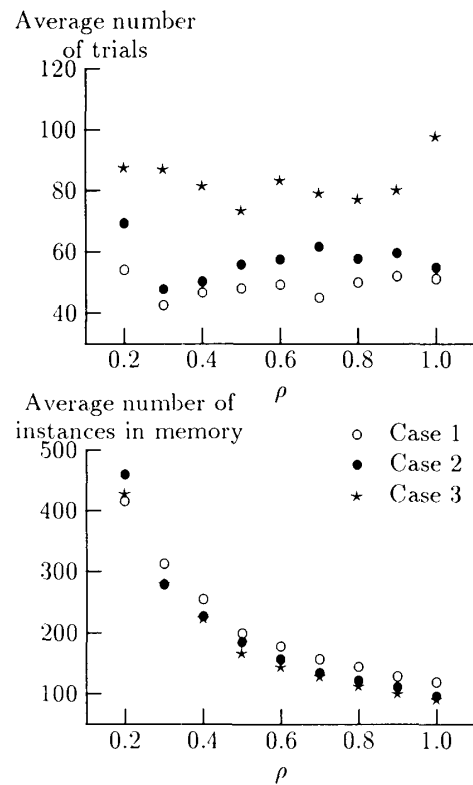 Average number
of trials
120
100
80
60
40
0.2 0.4 0.6 0.8 1.0
ρ
Average number of
instances in memory
Case 1
Case 2
Case 3
500
400
300
200
100
0.2 0.4 0.6 0.8 1.0
ρ